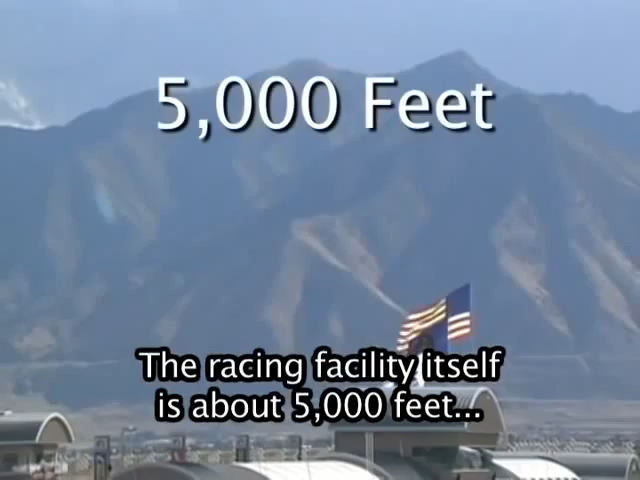 5,000 Feet
The racing facility itself
is about 5,000 feet...